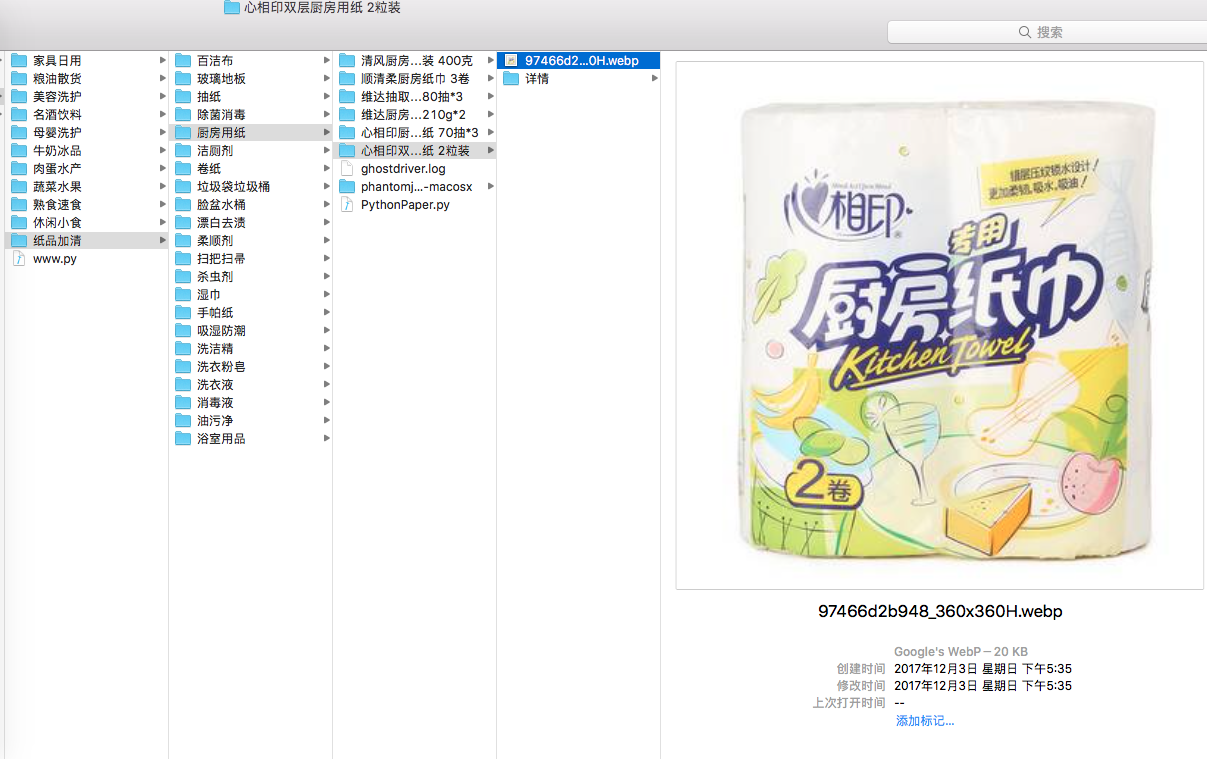 心相印双层厨房用纸 2粒装
搜索
家具日用
粮油散货
美容洗护
名酒饮料
母婴洗护
牛奶冰品
肉蛋水产
蔬菜水果
熟食速食
休闲小食
纸品加清
www.py
百洁布
玻璃地板
抽纸
除菌消毒
厨房用纸
洁厕剂
卷纸
垃圾袋垃圾桶
脸盆水桶
漂白去渍
柔顺剂
扫把扫帚
杀虫剂
湿巾
手帕纸
吸湿防潮
洗洁精
洗衣粉皂
洗衣液
消毒液
油污净
浴室用品
清风厨房…装 400克
顺清柔厨房纸巾 3卷
维达抽取…80抽*3
维达厨房…210g*2
心相印厨…纸 70抽*3
心相印双…纸 2粒装
ghostdriver.log
phantomj…-macosx
PythonPaper.py
97466d2...0H.webp
详情
错层压纹锁水设计!
更加柔韧,吸水,吸油!
心相印
专用
厨房纸巾
Kitchen Towel
2卷
97466d2b948_360x360H.webp
Google's WebP – 20 KB
创建时间 2017年12月3日 星期日 下午5:35
修改时间 2017年12月3日 星期日 下午5:35
上次打开时间 --
添加标记...